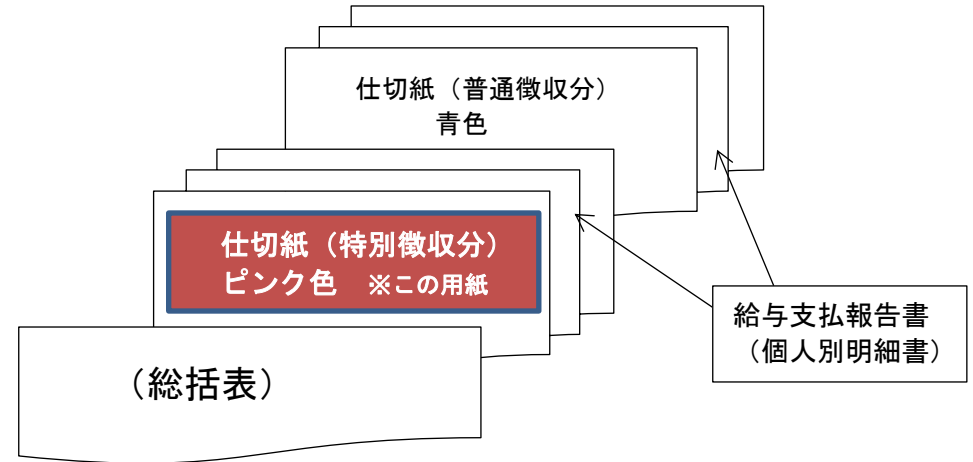 仕切紙（普通徴収分）
青色
仕切紙（特別徴収分）
ピンク色　※この用紙
給与支払報告書
（個人別明細書）
（総括表）